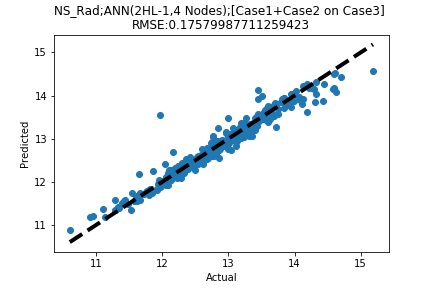 NS_Rad;ANN(2HL-1,4 Nodes);[Case1+Case2 on Case3]
RMSE:0.17579987711259423
15
14
13
12
11
Predicted
11
12
13
14
15
Actual